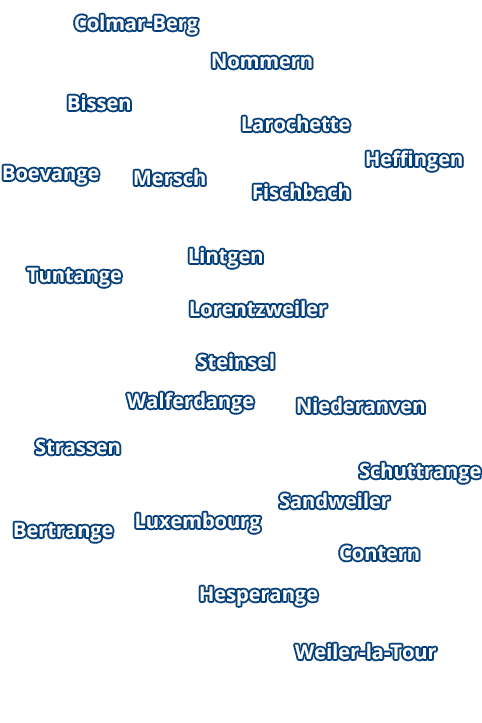 Colmar-Berg
Nommern
Bissen
Larochette
Heffingen
Boevange
Mersch
Fischbach
Lintgen
Tuntange
Lorentzweiler
Steinsel
Walferdange
Niederanven
Strassen
Schuttrange
Sandweiler
Luxembourg
Bertrange
Contern
Hesperange
Weiler-la-Tour